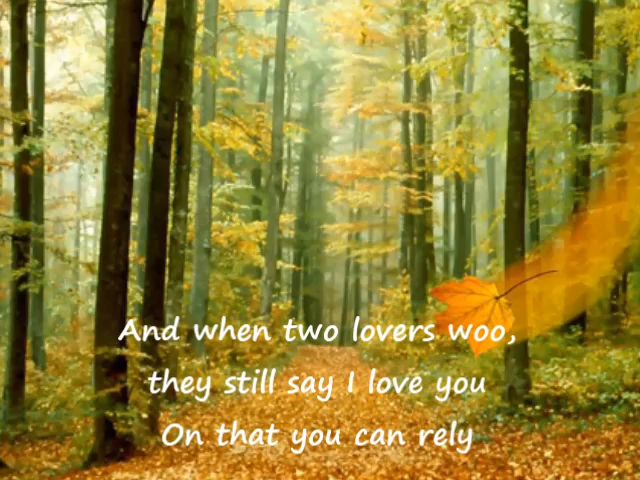 And when two lovers woo,
they still say I love you
On that you can rely